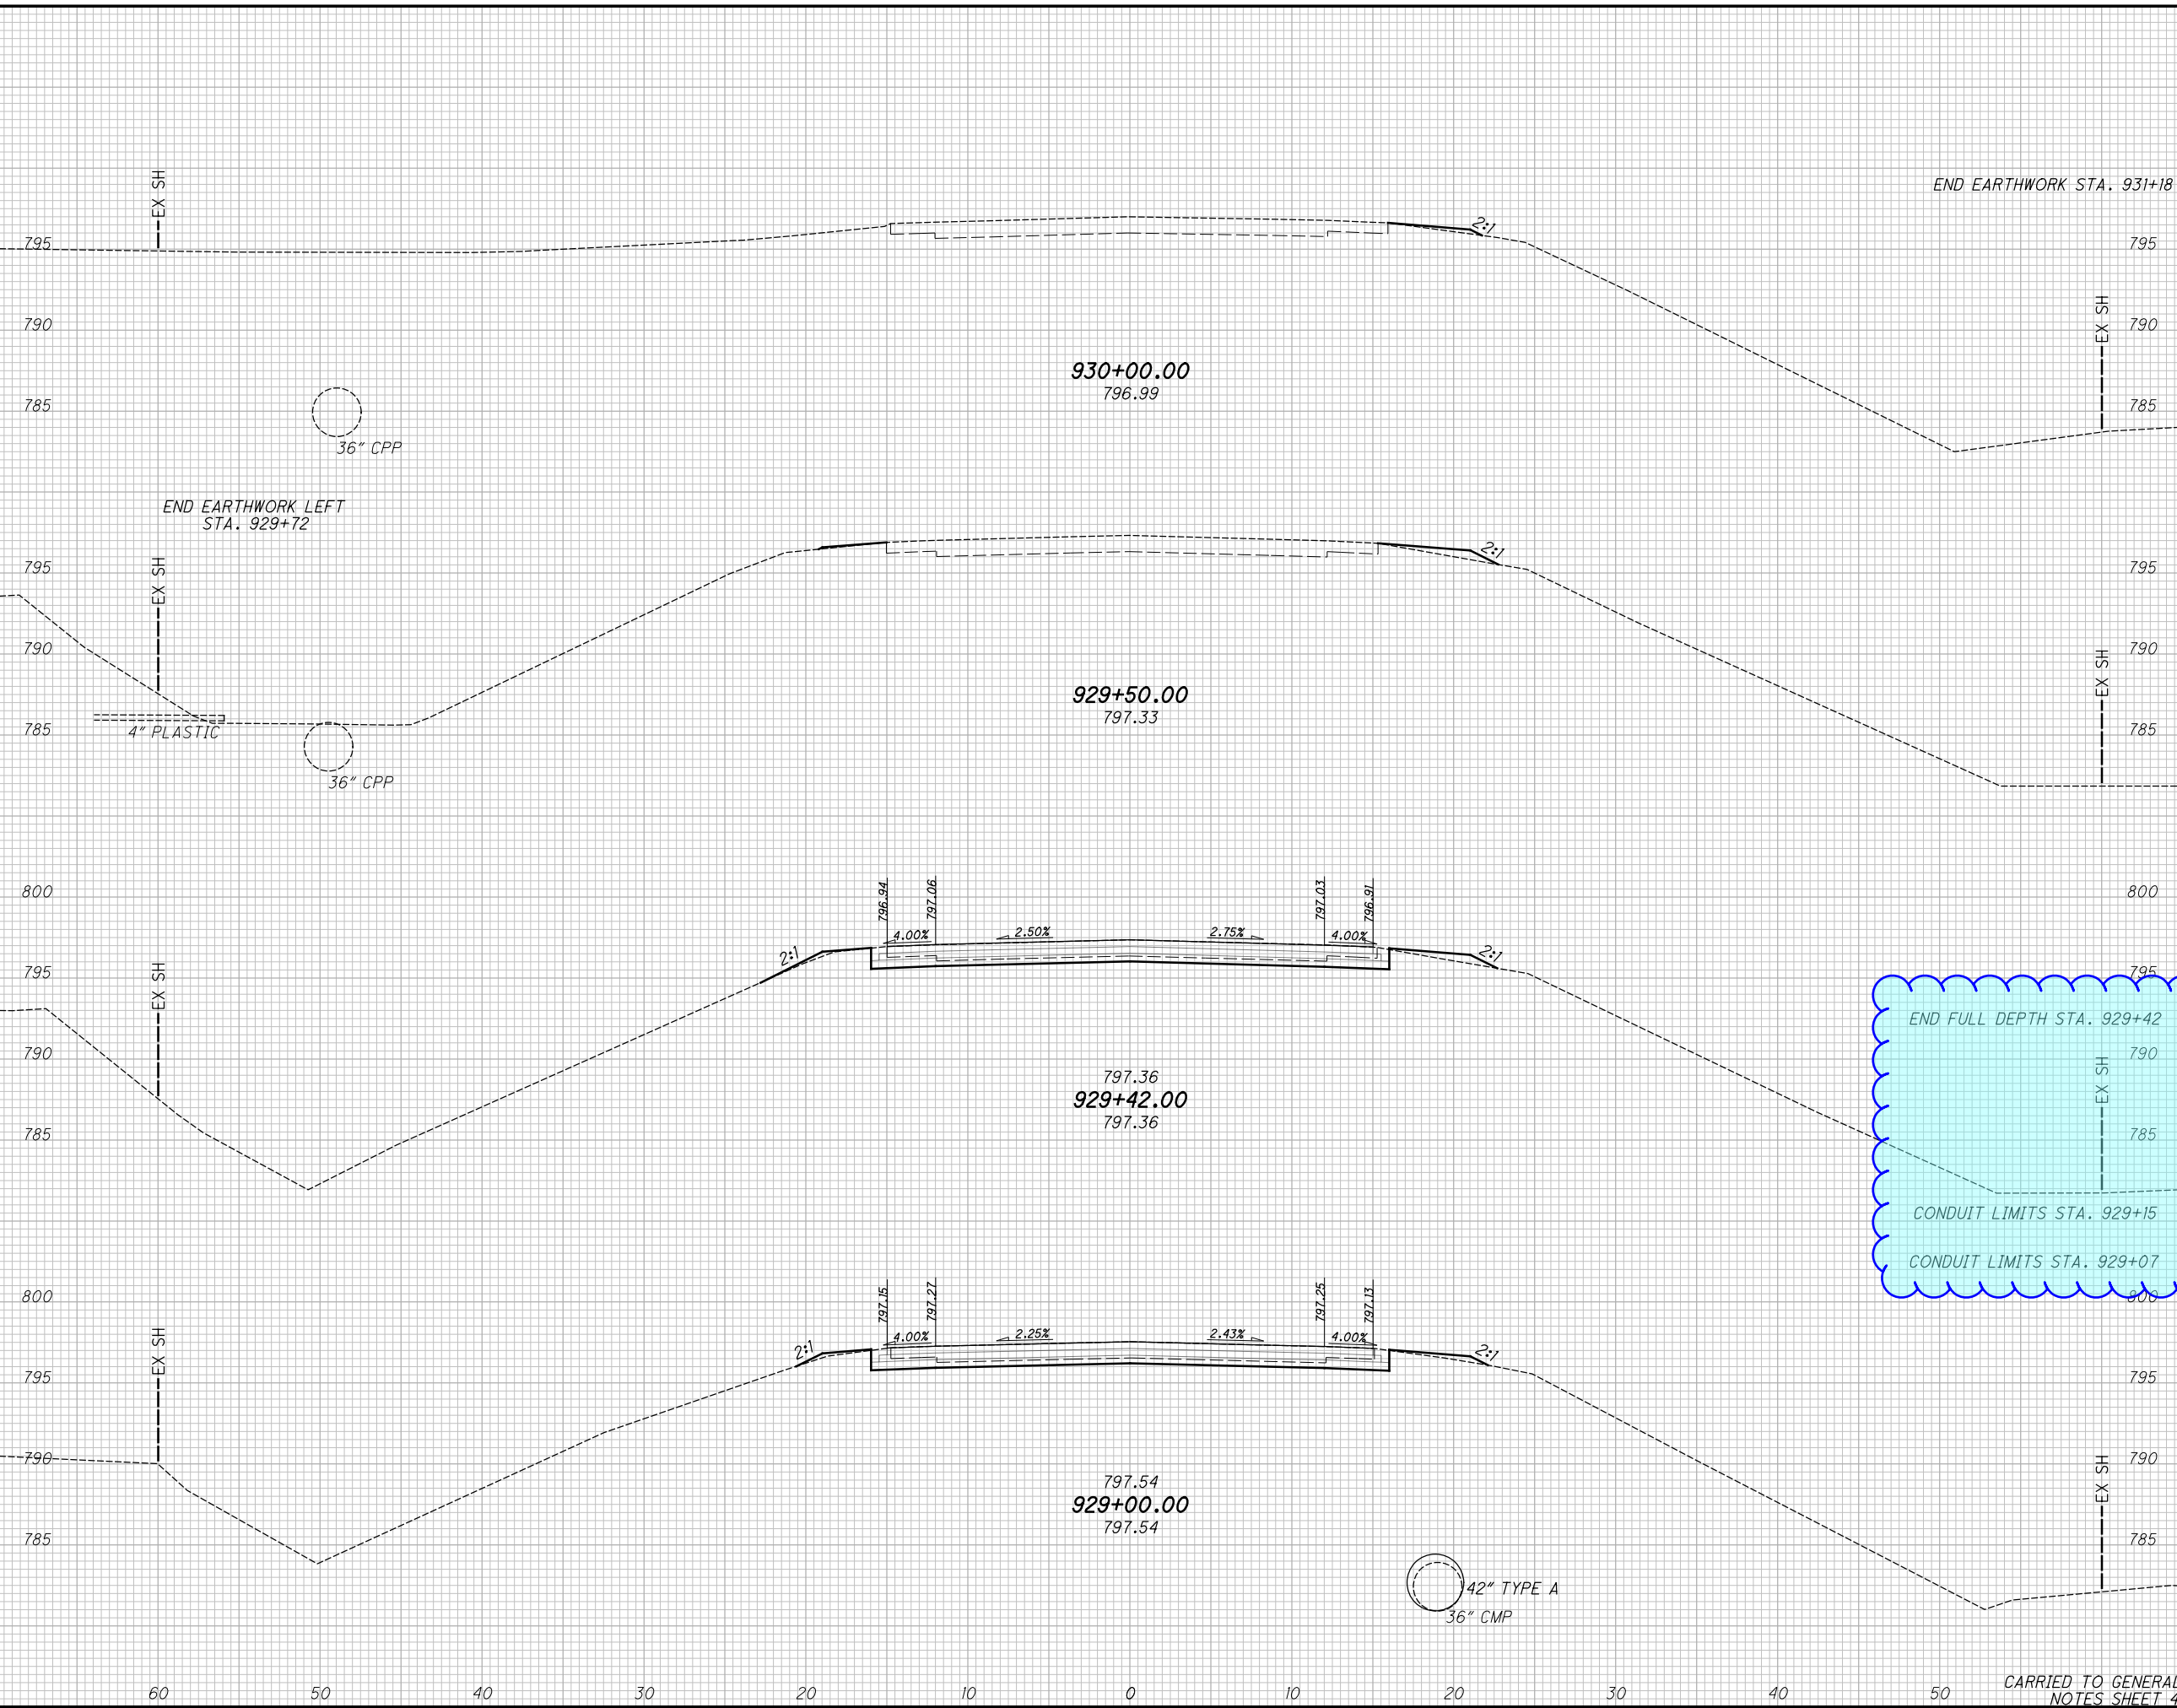 EX SH
END EARTHWORK STA. 931+18
795
2:1
795
790
EX SH
790
930+00.00
796.99
785
785
36" CPP
END EARTHWORK LEFT
STA. 929+72
EX SH
795
2:1
795
790
EX SH
790
929+50.00
797.33
785
4" PLASTIC
785
36" CPP
800
796.94
797.06
797.03
796.91
800
4.00%
2.50%
2.75%
4.00%
795
EX SH
2:1
2:1
795
END FULL DEPTH STA. 929+42
790
EX SH
790
797.36
929+42.00
797.36
785
785
CONDUIT LIMITS STA. 929+15
CONDUIT LIMITS STA. 929+07
800
797.15
797.27
797.25
797.13
800
4.00%
2.25%
2.43%
4.00%
EX SH
2:1
2:1
795
795
790
790
797.54
929+00.00
797.54
EX SH
785
785
42" TYPE A
36" CMP
CARRIED TO GENERAL
60 50 40 30 20 10 0 10 20 30 40 50
NOTES SHEET